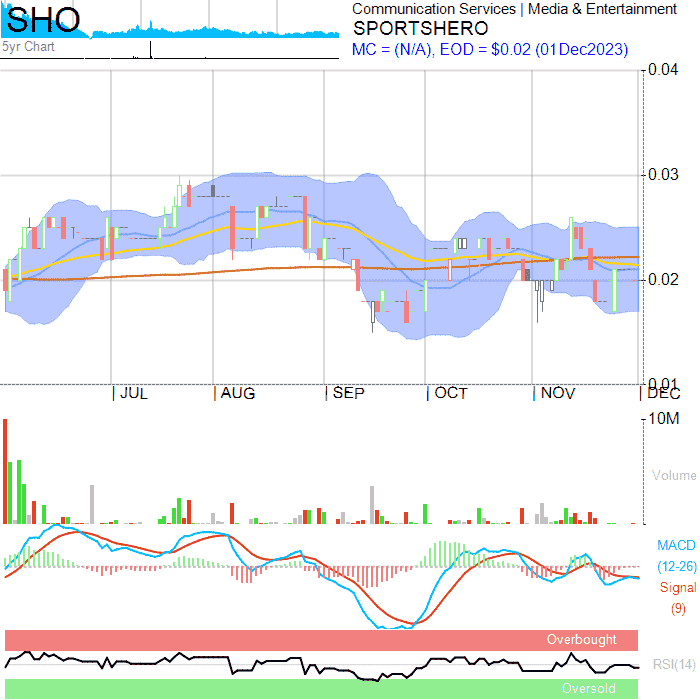 SHO
Communication Services | Media & Entertainment
SPORTSHERO
5yr Chart
MC = (N/A), EOD = $0.02 (01Dec2023)
0.04
0.03
0.02
0.01
JUL AUG SEP OCT NOV DEC
10M
Volume
MACD
(12-26)
Signal
(9)
Overbought
RSI(14)
Oversold